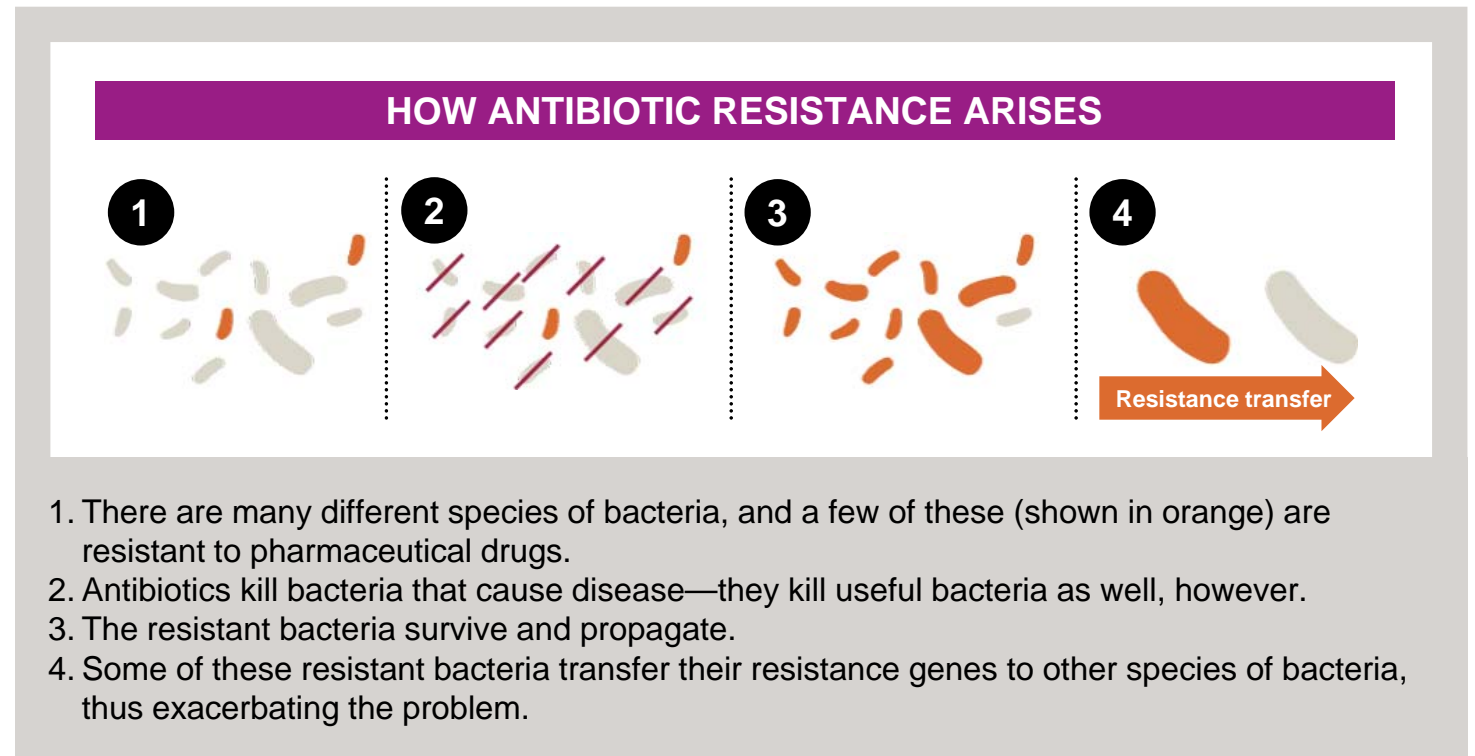 HOW ANTIBIOTIC RESISTANCE ARISES
1
2
3
4
Resistance transfer
1. There are many different species of bacteria, and a few of these (shown in orange) are
resistant to pharmaceutical drugs.
2. Antibiotics kill bacteria that cause disease—they kill useful bacteria as well, however.
3. The resistant bacteria survive and propagate.
4. Some of these resistant bacteria transfer their resistance genes to other species of bacteria,
thus exacerbating the problem.